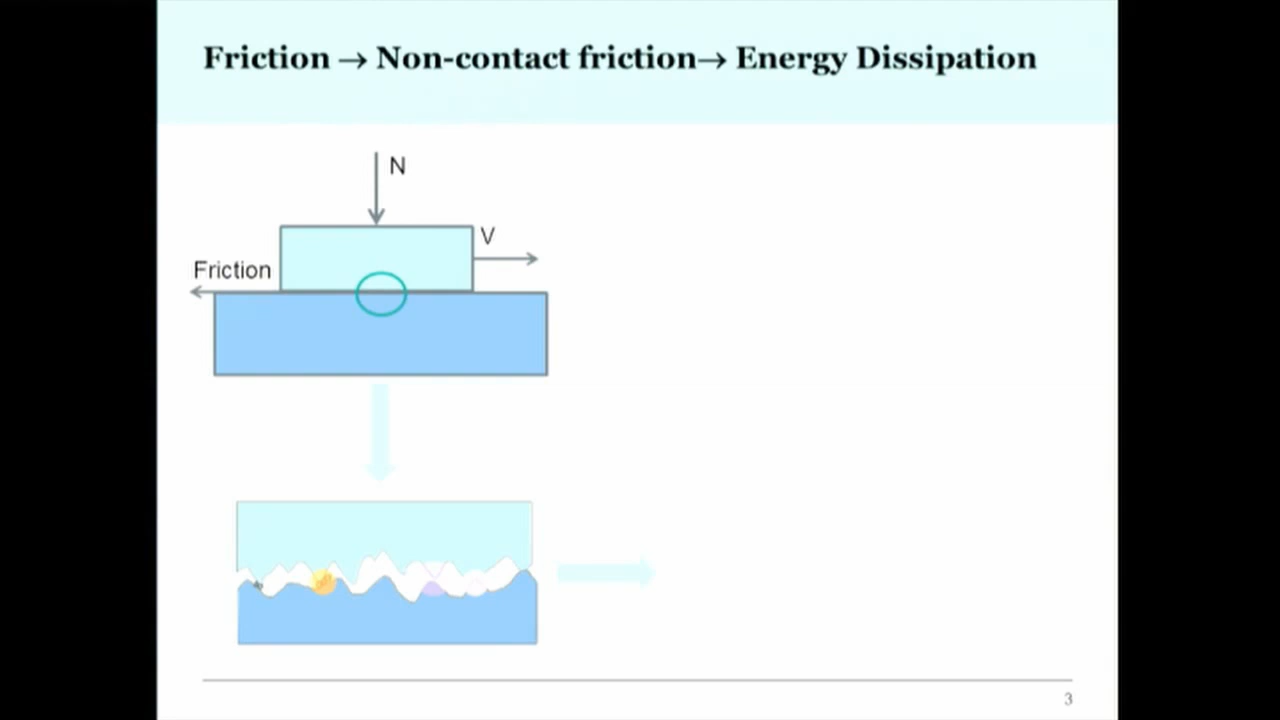 Friction → Non-contact friction→ Energy Dissipation
N
V
Friction
3